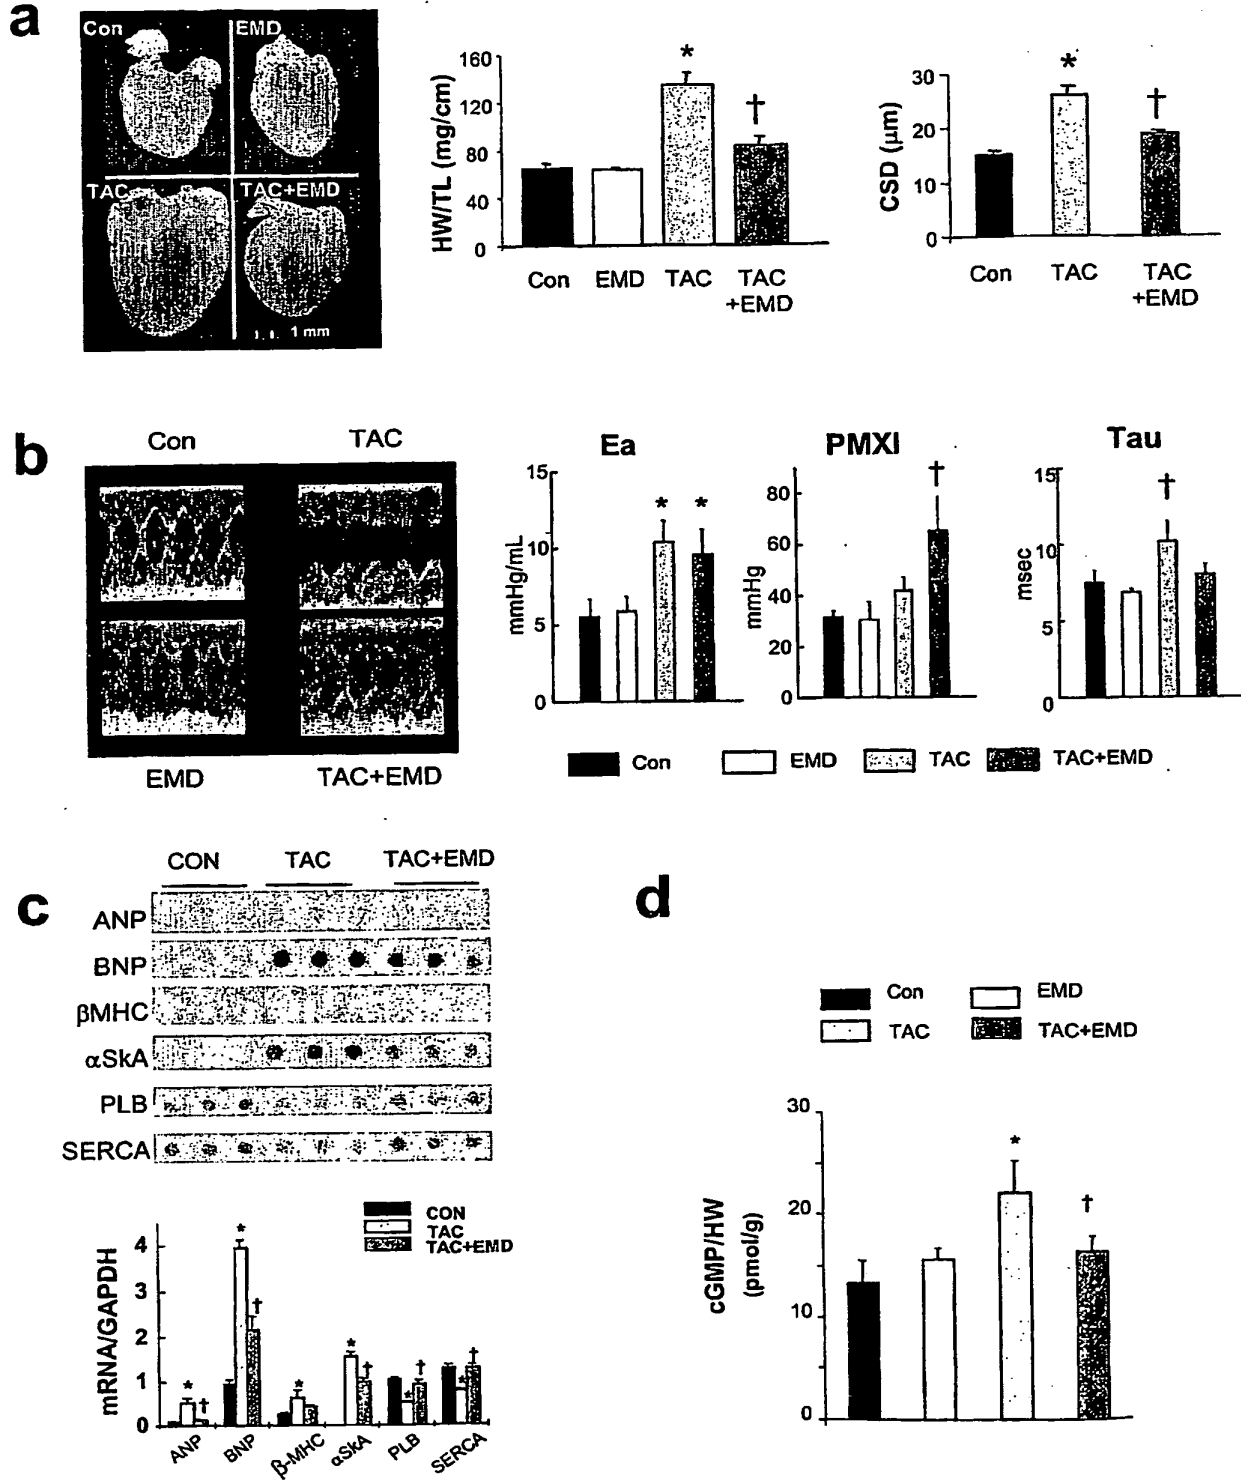 a
Con
EMD
TAC
TAC+EMD
1 mm
HW/TL (mg/cm)
160
120
80
40
0
*
†
Con
EMD
TAC
TAC
+EMD
CSD (μm)
30
20
10
0
*
†
Con
TAC
TAC
+EMD
b
Con
TAC
EMD
TAC+EMD
Ea
mmHg/mL
15
10
5
0
*
*
PMXI
mmHg
80
60
40
20
0
†
Tau
msec
15
10
5
0
†
Con
EMD
TAC
TAC+EMD
c
CON
TAC
TAC+EMD
ANP
BNP
βMHC
αSkA
PLB
SERCA
CON
TAC
TAC+EMD
mRNA/GAPDH
4
3
2
1
0
*
†
*
†
*
*
†
*
†
*
†
ANP
BNP
β-MHC
αSkA
PLB
SERCA
d
Con
EMD
TAC
TAC+EMD
cGMP/HW
(pmol/g)
30
20
10
0
*
†